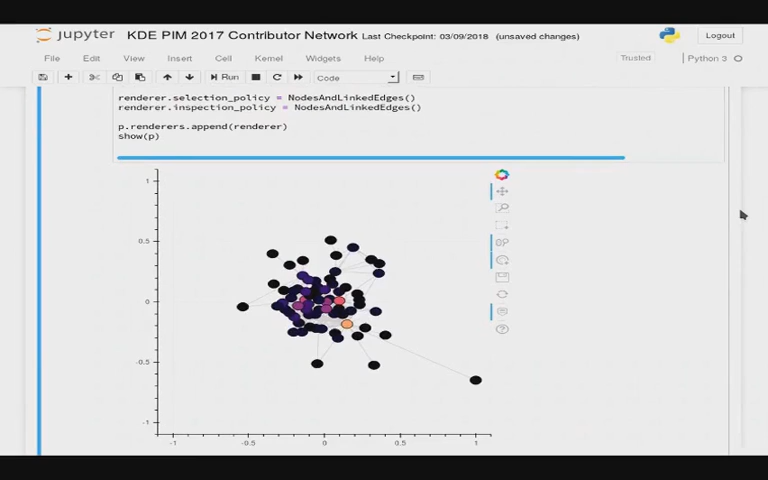 jupyter KDE PIM 2017 Contributor Network Last Checkpoint: 03/09/2018 (unsaved changes) Logout
File Edit View Insert Cell Kernel Widgets Help Trusted Python 3
Run Code
renderer.selection_policy = NodesAndLinkedEdges()
renderer.inspection_policy = NodesAndLinkedEdges()
p.renderers.append(renderer)
show(p)
1
0.5
0
-0.5
-1
-1 -0.5 0 0.5 1